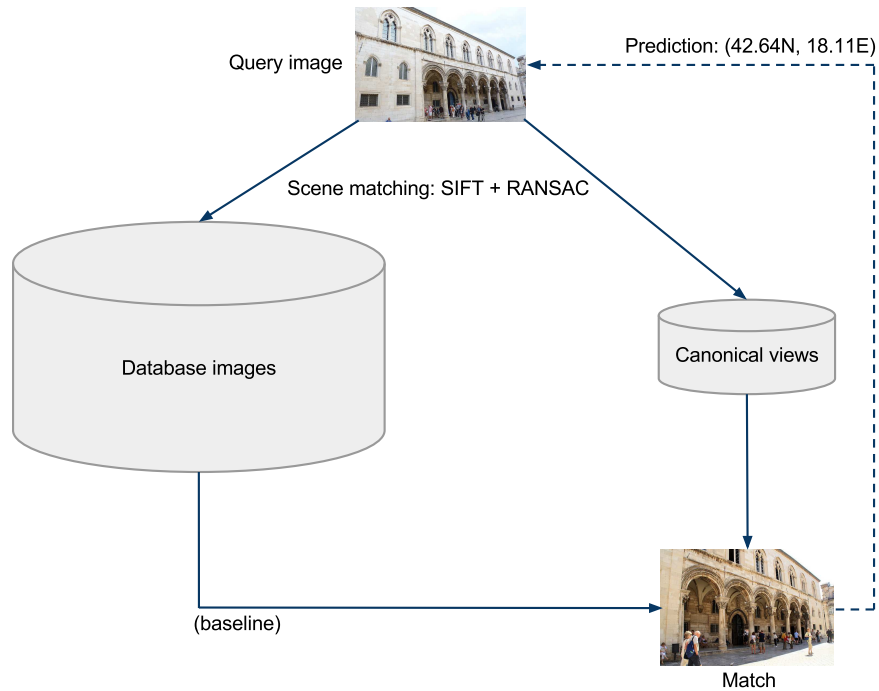 Prediction: (42.64N, 18.11E)
Query image
Scene matching: SIFT + RANSAC
Canonical views
Database images
(baseline)
Match